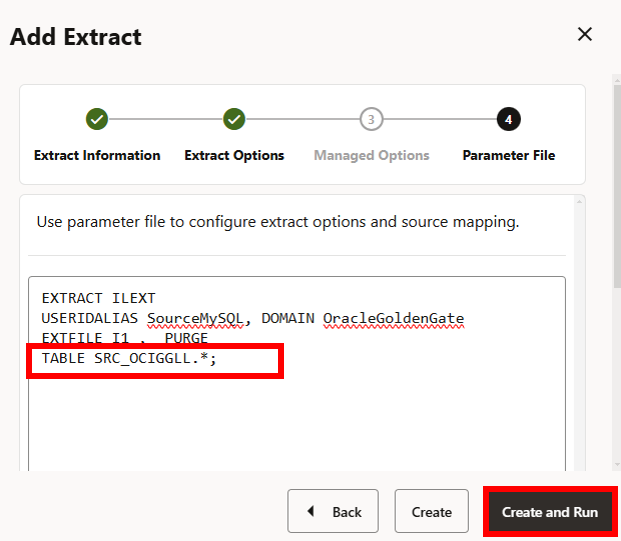 Add Extract
3
4
Extract Information
Extract Options
Managed Options
Parameter File
Use parameter file to configure extract options and source mapping.
EXTRACT ILEXT
USERIDALIAS SourceMySQL, DOMAIN OracleGoldenGate
EXTFILE I1 , PURGE
TABLE SRC_OCIGGLL.*;
Back
Create
Create and Run